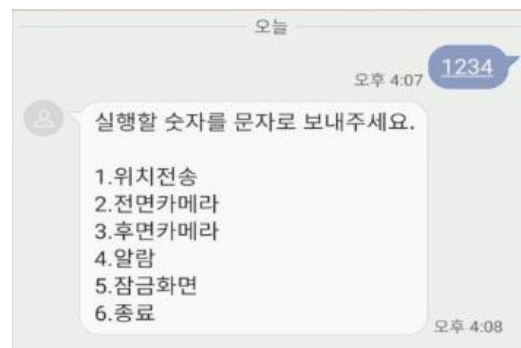 오늘
1234
오후 4:07
실행할 숫자를 문자로 보내주세요.
1.위치전송
2.전면카메라
3.후면카메라
4.알람
5.잠금화면
6.종료
오후 4:08